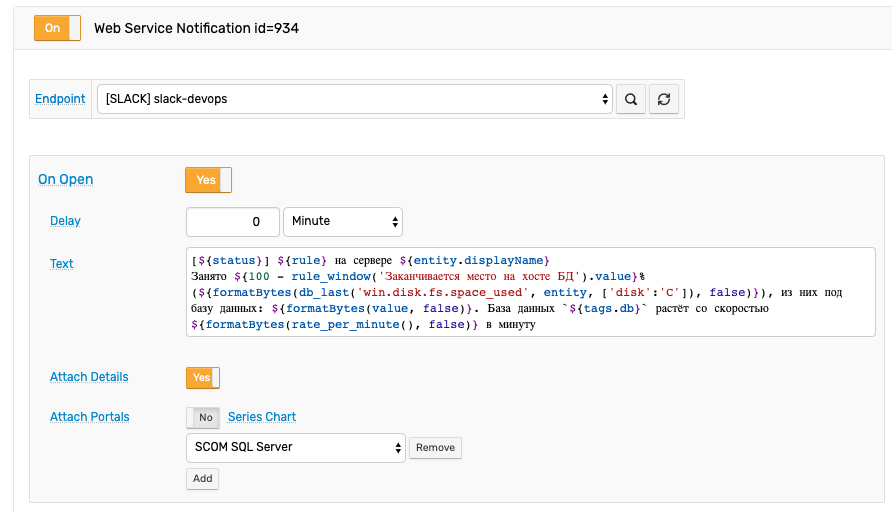 On Web Service Notification id=934
Endpoint [SLACK] slack-devops
On Open Yes
Delay 0 Minute
Text [${status}] ${rule} на сервере ${entity.displayName}
Занято ${100 - rule_window('Заканчивается место на хосте БД').value}%
(${formatBytes(db_last('win.disk.fs.space_used', entity, ['disk':'C']), false)}), из них под
базу данных: ${formatBytes(value, false)}. База данных `${tags.db}` растёт со скоростью
${formatBytes(rate_per_minute(), false)} в минуту
Attach Details Yes
Attach Portals No Series Chart
SCOM SQL Server Remove
Add